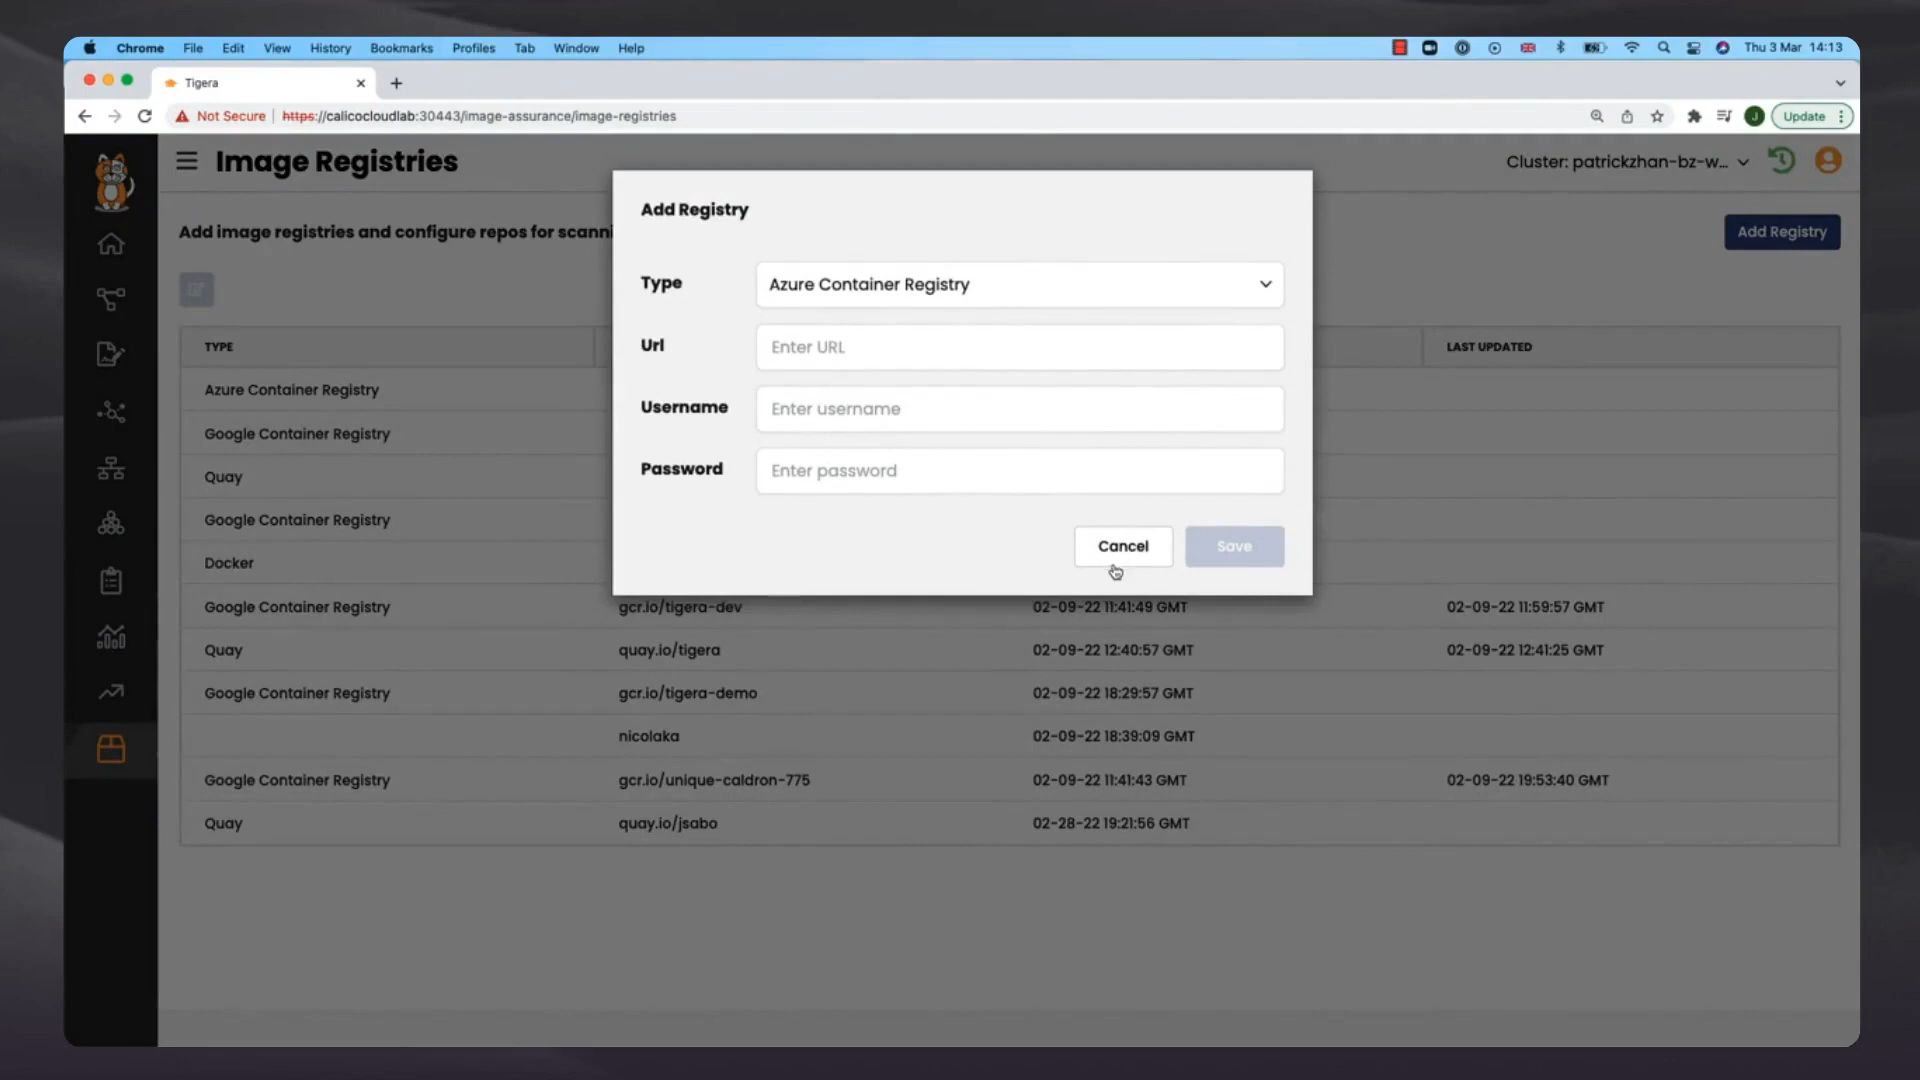 Chrome File Edit View History Bookmarks Profiles Tab Window Help Thu 3 Mar 14:13
Tigera
Not Secure https://calicocloudlab:30443/image-assurance/image-registries J Update
Image Registries Cluster: patrickzhan-bz-w...
Add image registries and configure repos for scanni Add Registry
Add Registry
Type Azure Container Registry
Url Enter URL
Username Enter username
Password Enter password
Cancel Save
TYPE LAST UPDATED
Azure Container Registry
Google Container Registry
Quay
Google Container Registry
Docker
Google Container Registry gcr.io/tigera-dev 02-09-22 11:41:49 GMT 02-09-22 11:59:57 GMT
Quay quay.io/tigera 02-09-22 12:40:57 GMT 02-09-22 12:41:25 GMT
Google Container Registry gcr.io/tigera-demo 02-09-22 18:29:57 GMT
nicolaka 02-09-22 18:39:09 GMT
Google Container Registry gcr.io/unique-caldron-775 02-09-22 11:41:43 GMT 02-09-22 19:53:40 GMT
Quay quay.io/jsabo 02-28-22 19:21:56 GMT